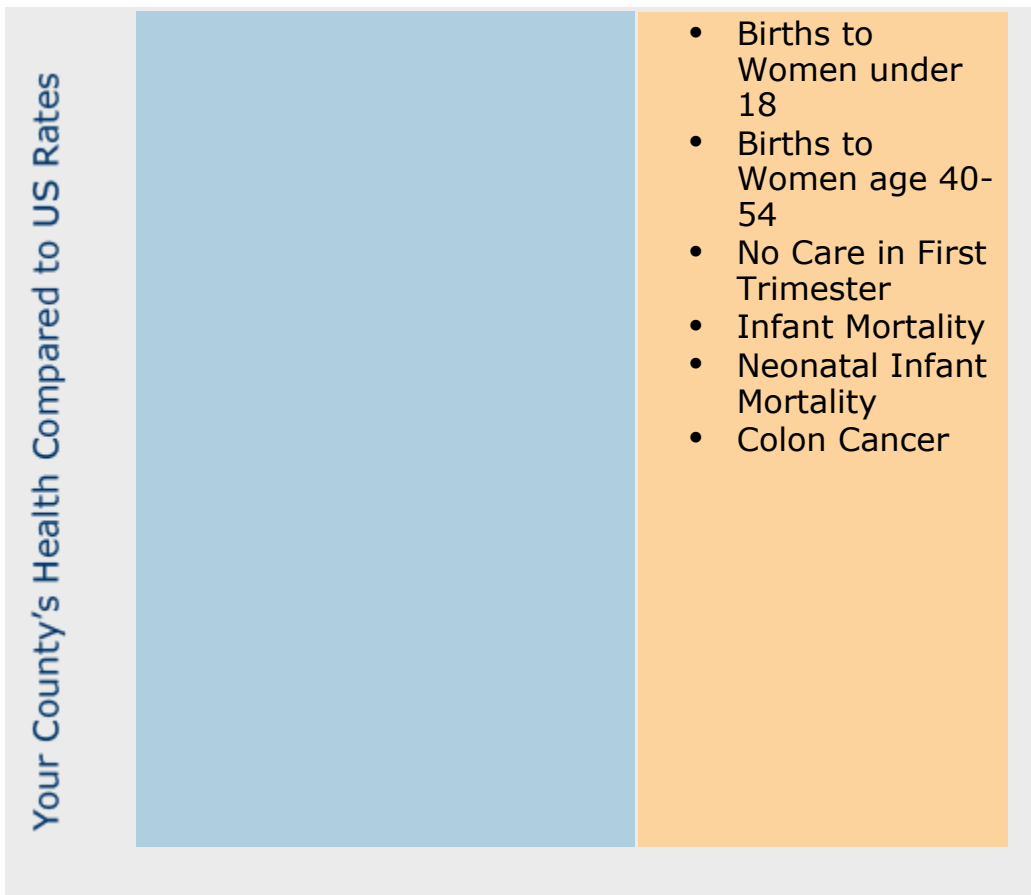 Your County's Health Compared to US Rates
• Births to
Women under
18
• Births to
Women age 40-
54
• No Care in First
Trimester
• Infant Mortality
• Neonatal Infant
Mortality
• Colon Cancer